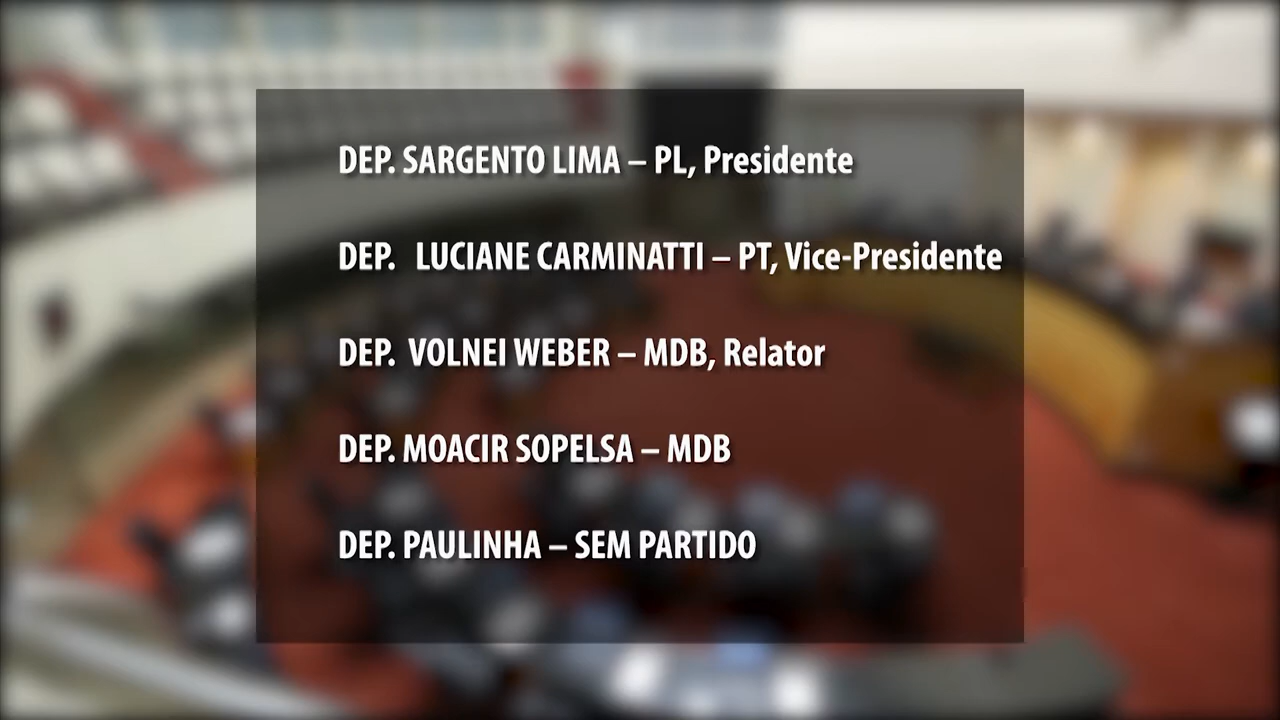 DEP. SARGENTO LIMA – PL, Presidente
DEP. LUCIANE CARMINATTI – PT, Vice-Presidente
DEP. VOLNEI WEBER – MDB, Relator
DEP. MOACIR SOPELSA – MDB
DEP. PAULINHA – SEM PARTIDO